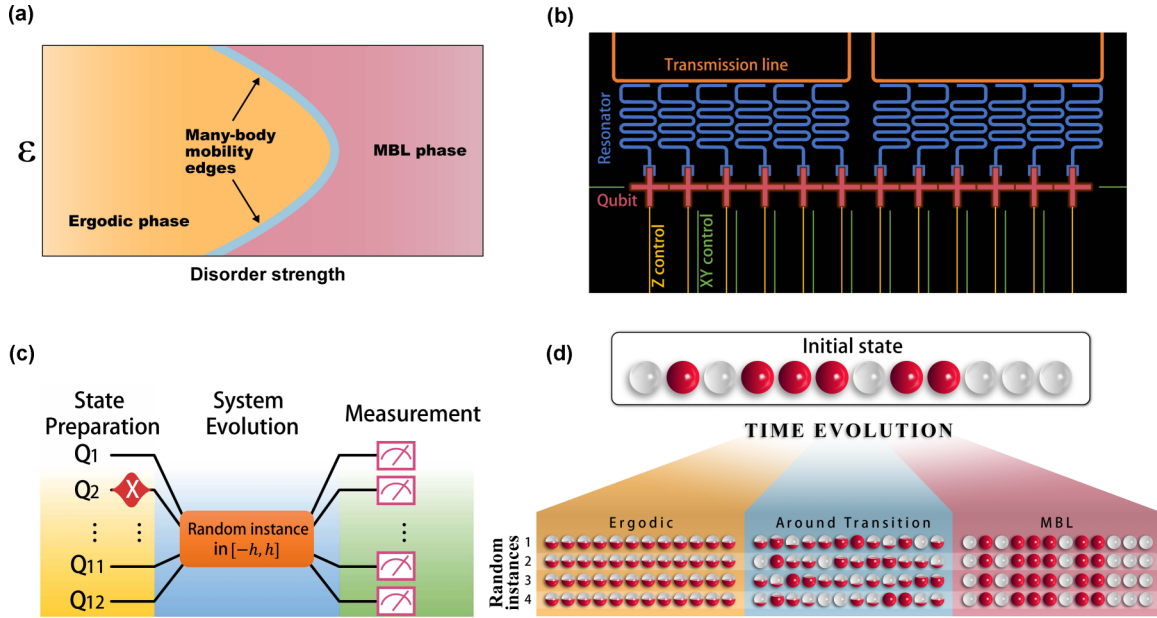 (a)
ε
Many-body
mobility
edges
MBL phase
Ergodic phase
Disorder strength
(b)
Transmission line
Resonator
Qubit
Z control
XY control
(c)
State
Preparation
System
Evolution
Measurement
Q1
Q2
X
⋮ ⋮ ⋮
Random instance
in [-h, h]
Q11
Q12
(d)
Initial state
TIME EVOLUTION
Ergodic Around Transition MBL
Random
instances
1
2
3
4